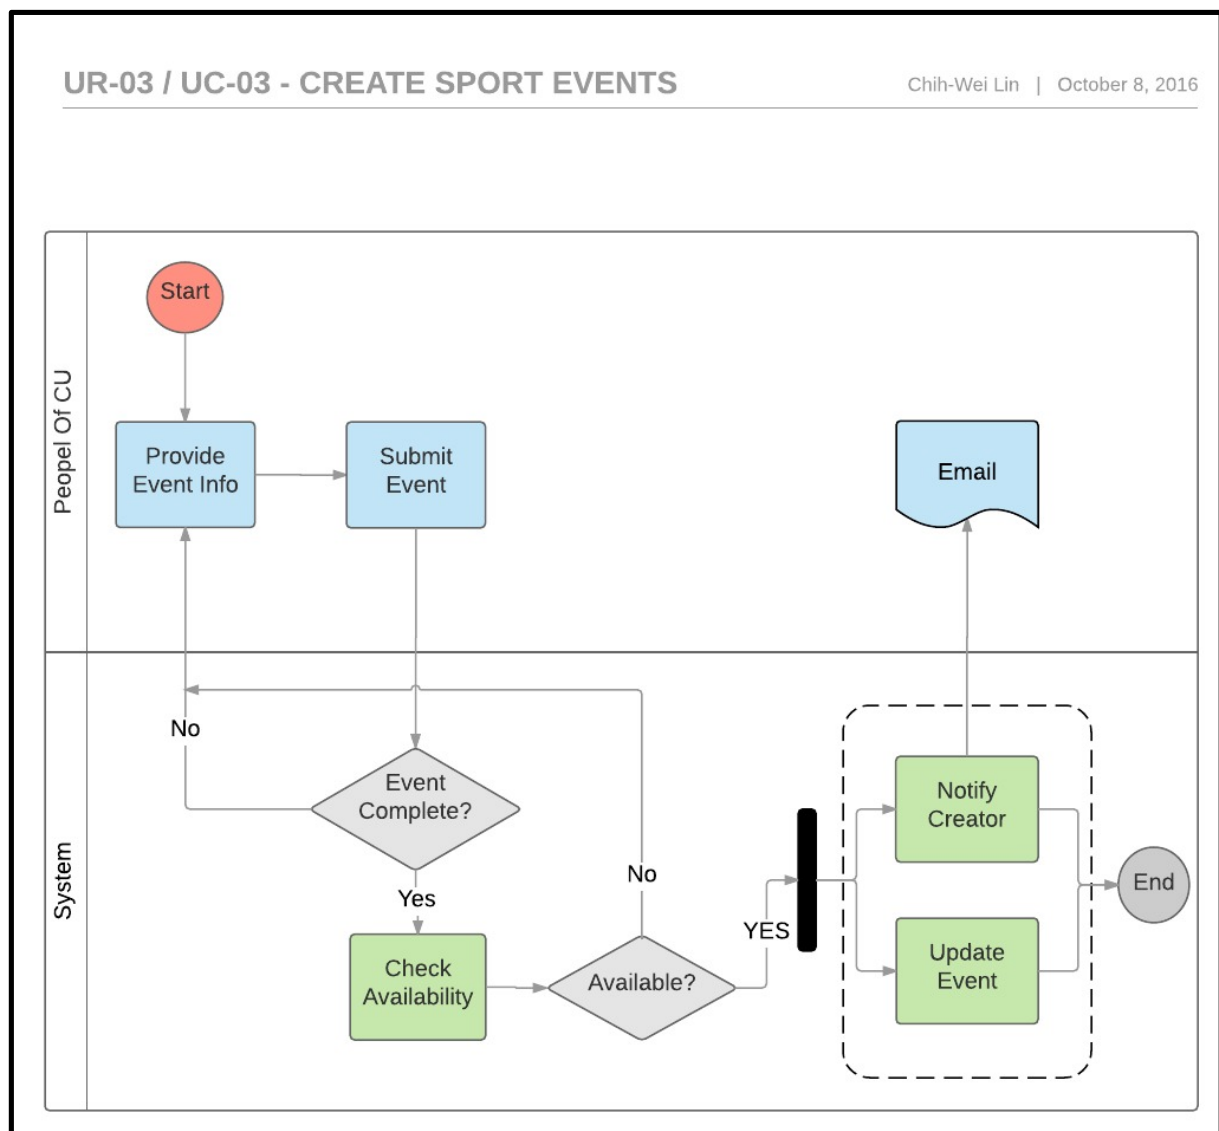 UR-03 / UC-03 - CREATE SPORT EVENTS
Chih-Wei Lin | October 8, 2016
Peopel Of CU
Start
Provide
Event Info
Submit
Event
Email
System
No
Event
Complete?
Yes
Check
Availability
No
Available?
YES
Notify
Creator
Update
Event
End